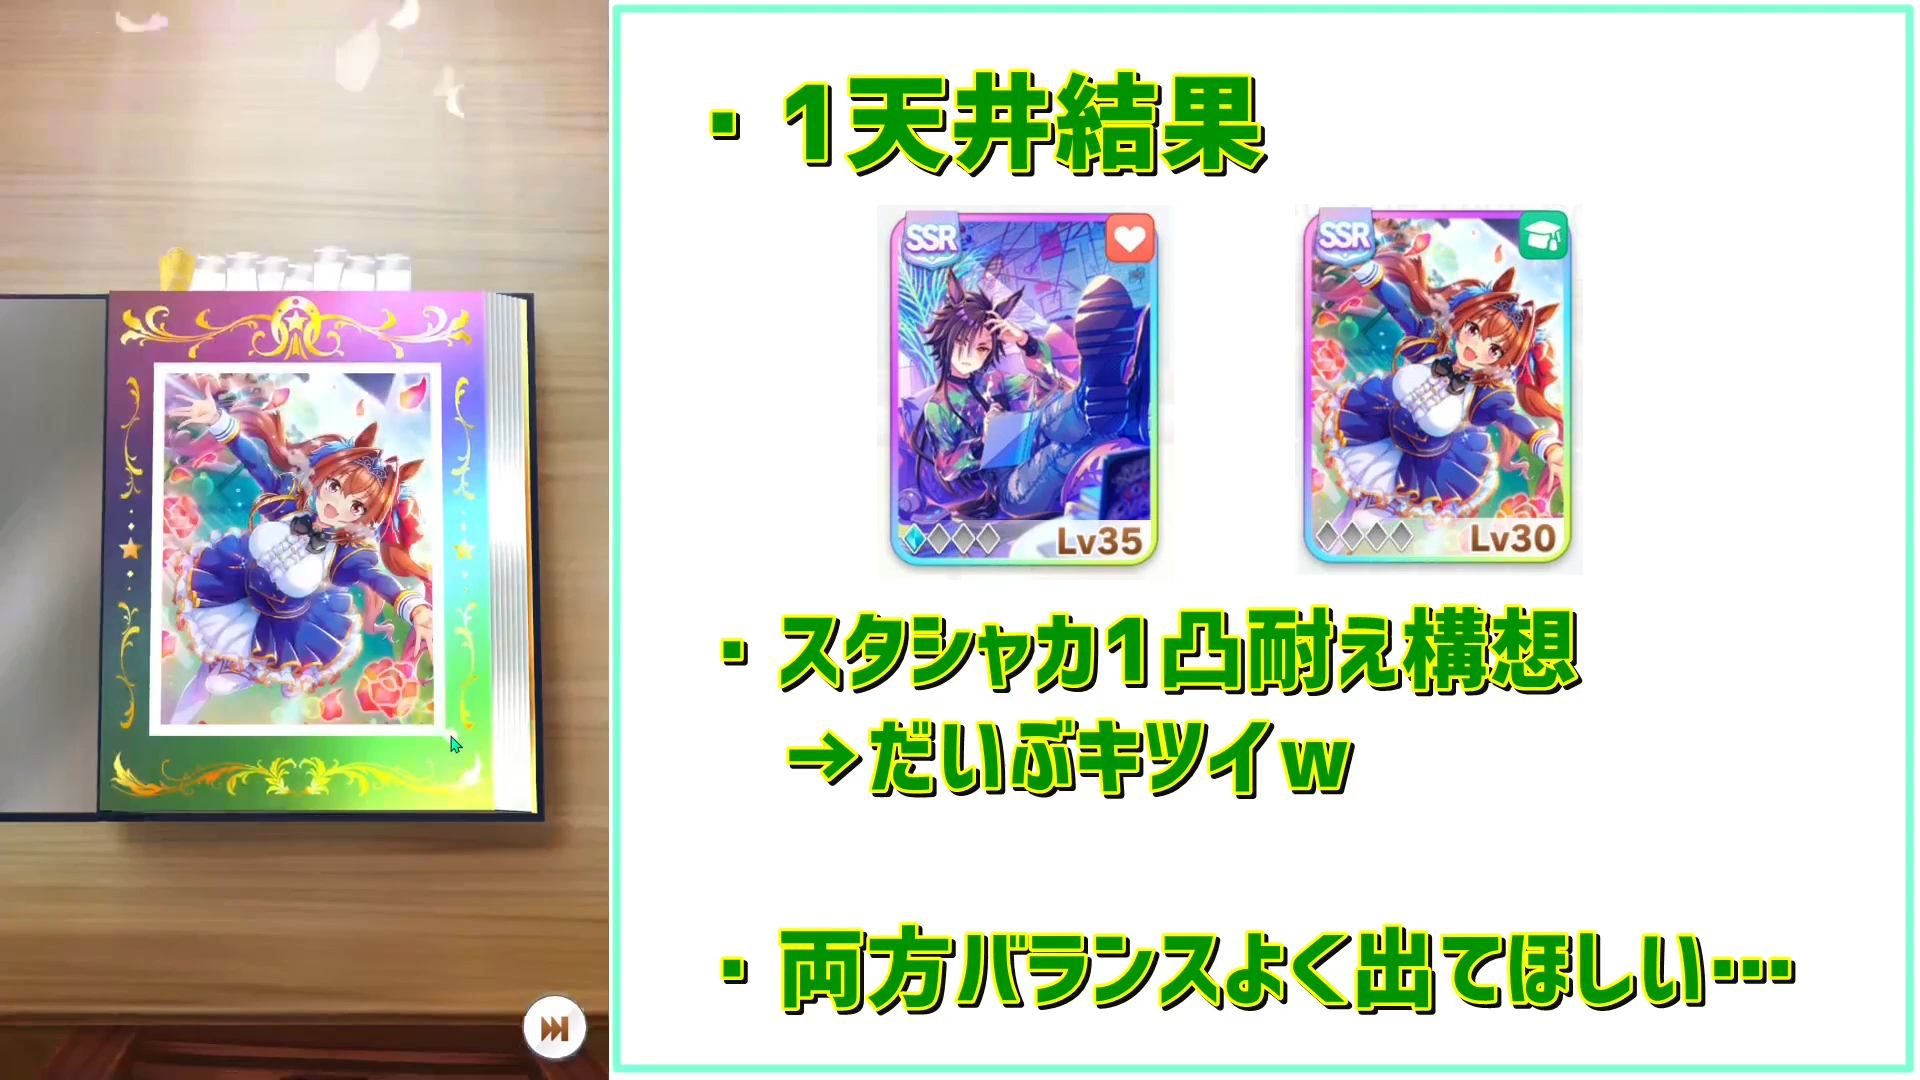 ・1天井結果
SSR
Lv35
SSR
Lv30
・スタシャカ1凸耐え構想
→だいぶキツイw
・両方バランスよく出てほしい…